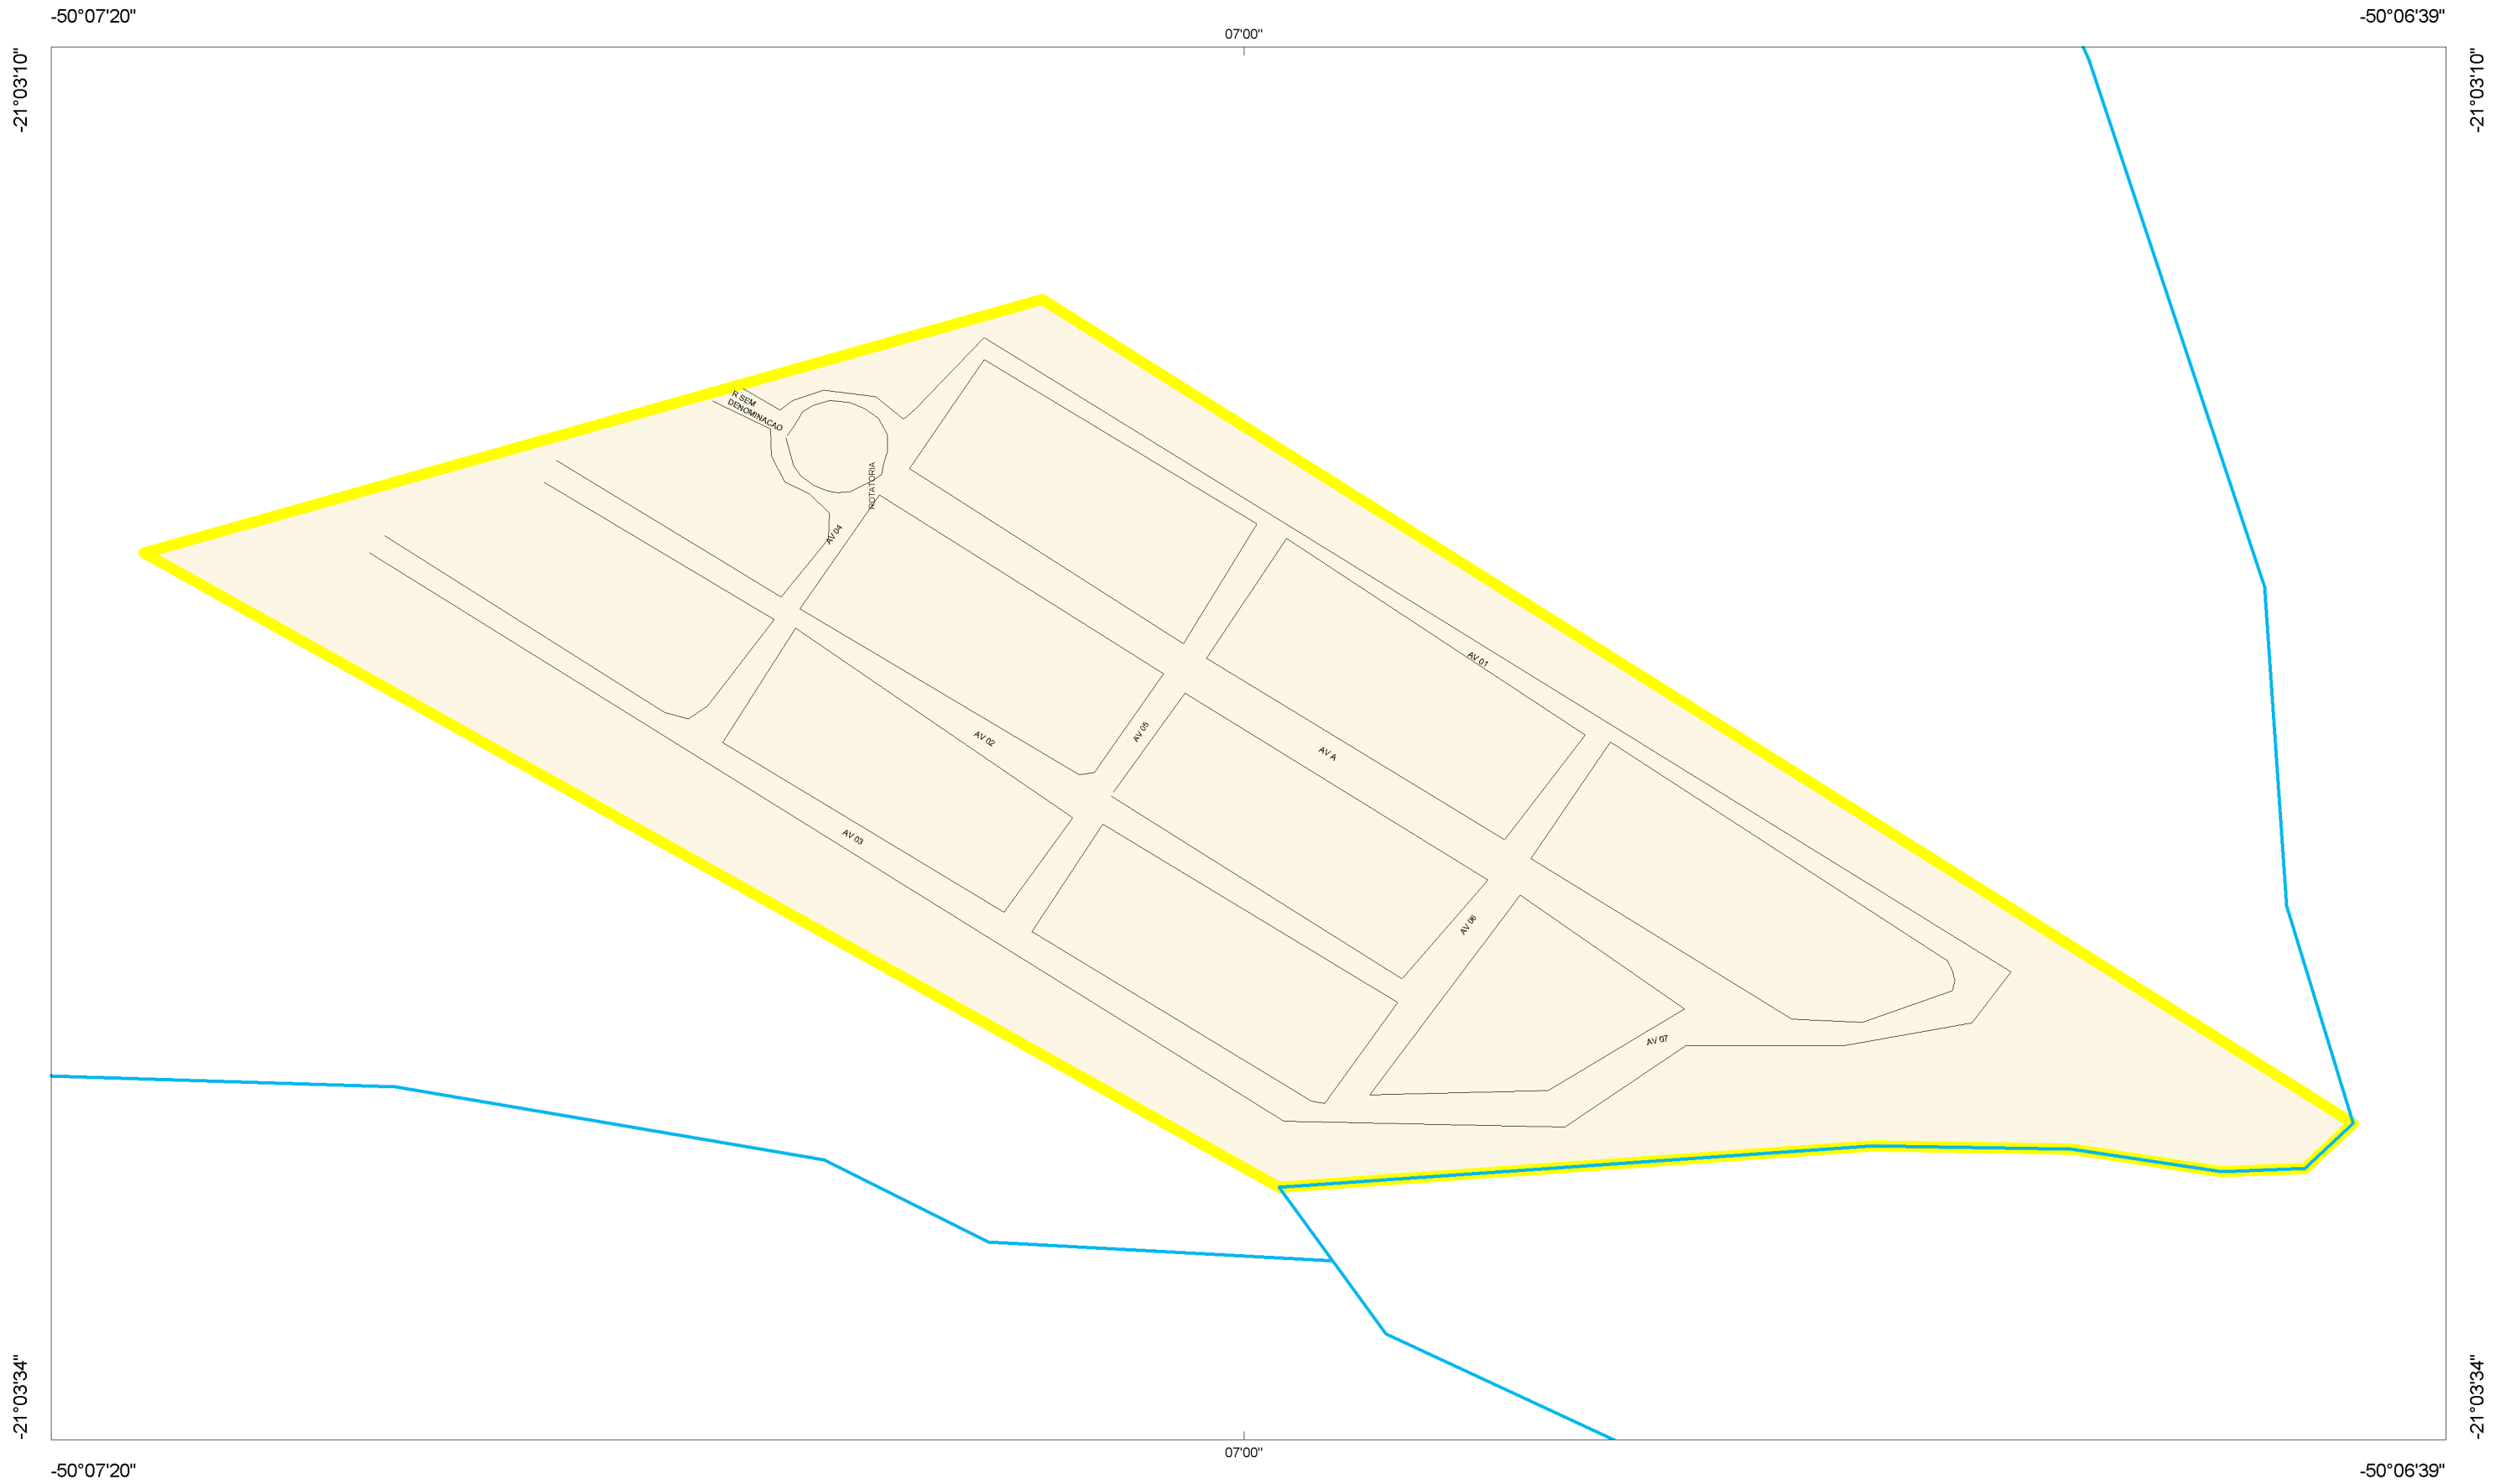 -50°07'20"
-50°06'39"
07'00"
-21°03'10"
-21°03'10"
R SEM
DENOMINACAO
ROTATORIA
AV 04
AV 01
AV 05
AV 02
AV A
AV 03
AV 06
AV 07
-21°03'34"
-21°03'34"
07'00"
-50°07'20"
-50°06'39"